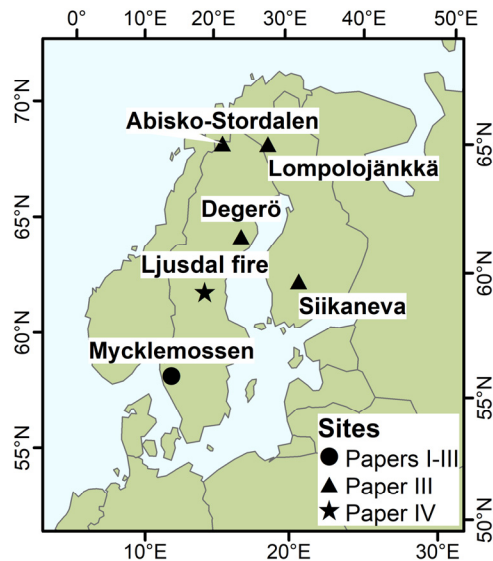 0° 10°E 20°E 30°E 40°E 50°E
70°N
Abisko-Stordalen
65°N
Lompolojänkkä
65°N
Degerö
Ljusdal fire
60°N
Siikaneva
60°N
Mycklemossen
55°N
Sites
55°N
Papers I-III
Paper III
Paper IV
50°N
10°E 20°E 30°E